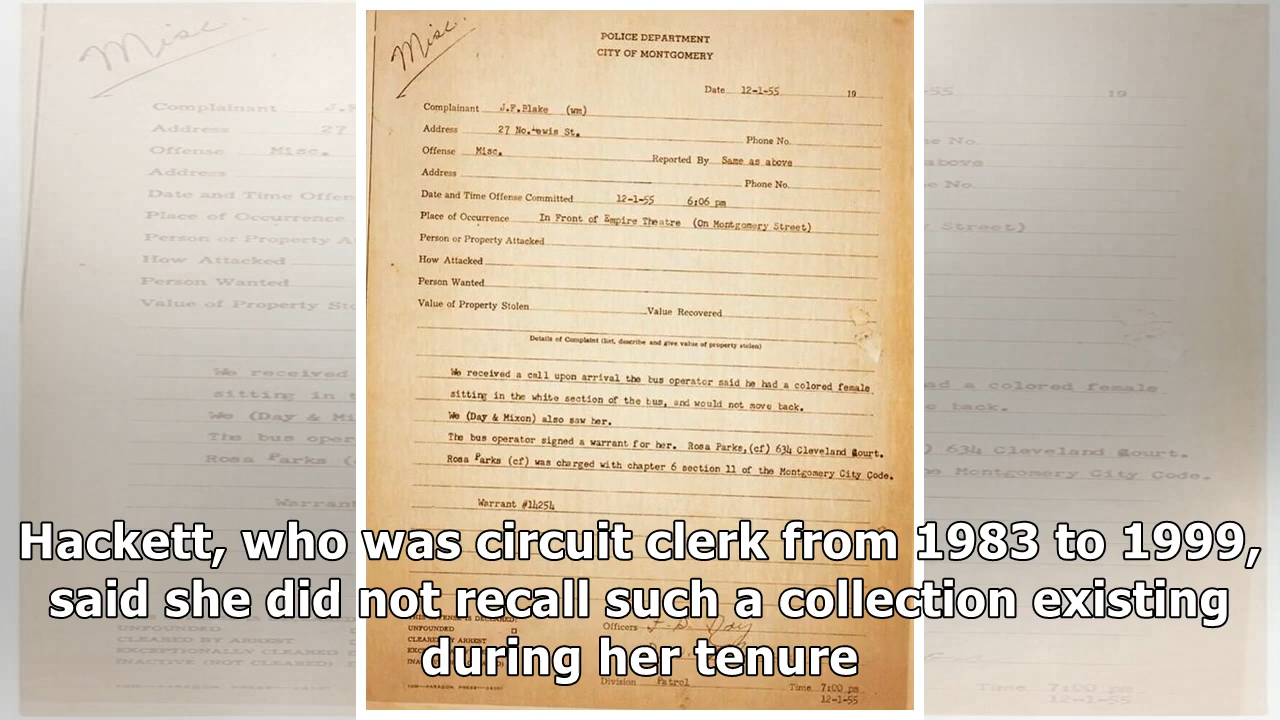 Misc.
POLICE DEPARTMENT
CITY OF MONTGOMERY
Date 12-1-55 19
Complainant J.F.Blake (wm)
Address 27 No. Lewis St. Phone No.
Offense Misc. Reported By Same as above
Address Phone No.
Date and Time Offense Committed 12-1-55 6:06 pm
Place of Occurrence In Front of Empire Theatre (On Montgomery Street)
Person or Property Attacked
How Attacked
Person Wanted
Value of Property Stolen Value Recovered
Details of Complaint (list, describe and give value of property stolen)
We received a call upon arrival the bus operator said he had a colored female
sitting in the white section of the bus, and would not move back.
We (Day & Mixon) also saw her.
The bus operator signed a warrant for her. Rosa Parks,(cf) 634 Cleveland Court.
Rosa Parks (cf) was charged with chapter 6 section 11 of the Montgomery City Code.
Warrant #14254
Hackett, who was circuit clerk from 1983 to 1999,
said she did not recall such a collection existing
during her tenure
THIS OFFENSE IS DECLARED:
UNFOUNDED
CLEARED BY ARREST
Officers F.B. Day
Division Patrol Time 7:00 pm
12-1-55